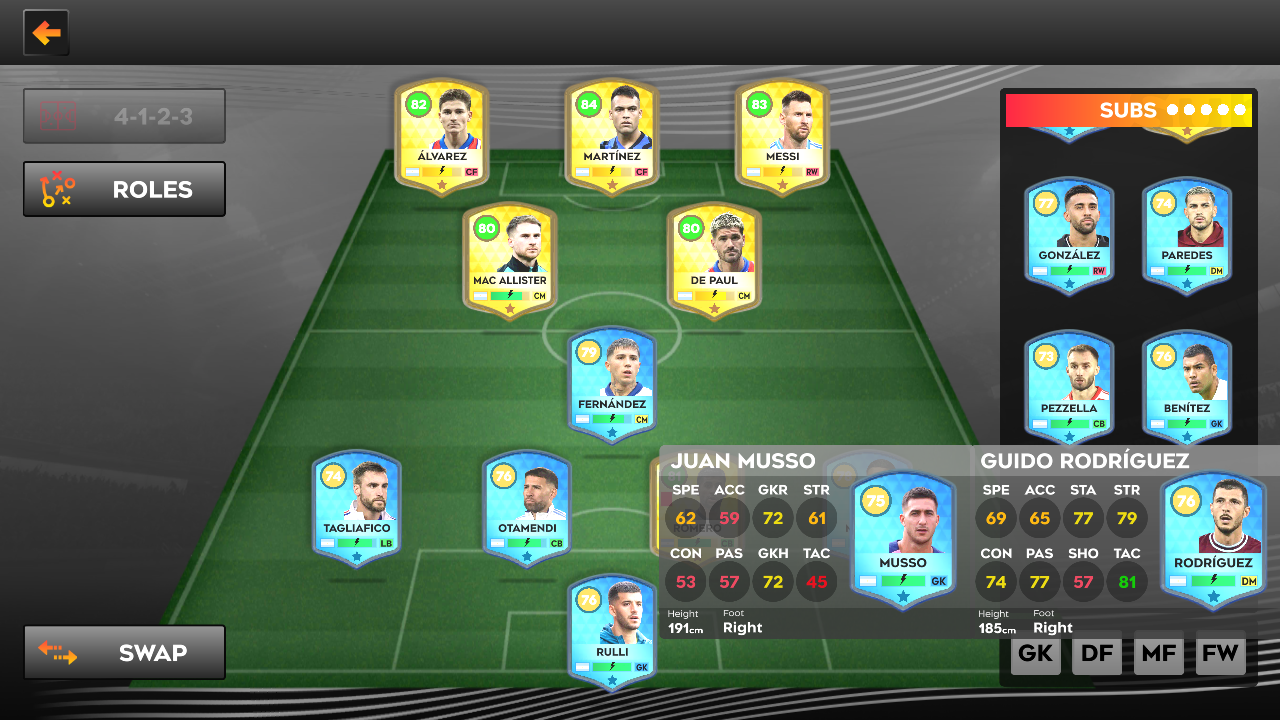 4-1-2-3
ROLES
SUBS
82
ÁLVAREZ
CF
84
MARTÍNEZ
CF
83
MESSI
RW
80
MAC ALLISTER
CM
80
DE PAUL
CM
79
FERNÁNDEZ
CM
74
TAGLIAFICO
LB
76
OTAMENDI
CB
ROMERO
CB
76
RULLI
GK
77
GONZÁLEZ
RW
74
PAREDES
DM
73
PEZZELLA
CB
76
BENÍTEZ
GK
JUAN MUSSO
SPE ACC GKR STR
62 59 72 61
CON PAS GKH TAC
53 57 72 45
Height Foot
191cm Right
75
MUSSO
GK
GUIDO RODRÍGUEZ
SPE ACC STA STR
69 65 77 79
CON PAS SHO TAC
74 77 57 81
Height Foot
185cm Right
76
RODRÍGUEZ
DM
SWAP
GK DF MF FW